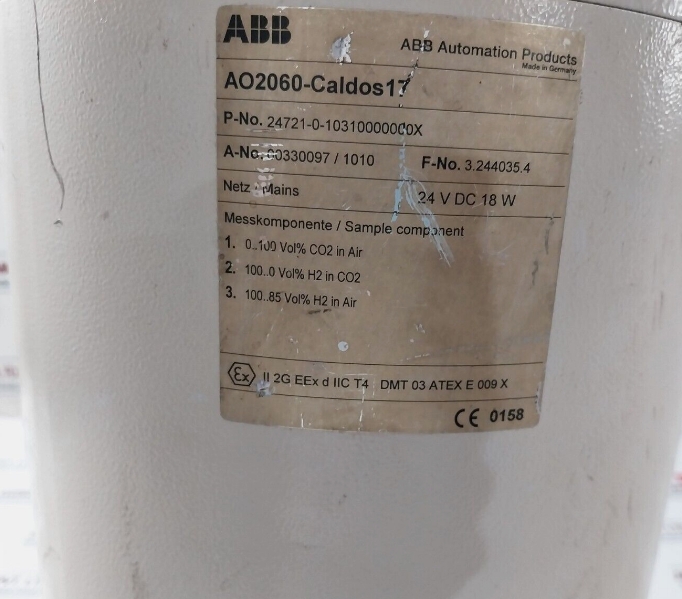 ABB
ABB Automation Products
Made in Germany
AO2060-Caldos17
P-No. 24721-0-10310000000X
A-No. 00330097 / 1010 F-No. 3.244035.4
Netz / Mains 24 V DC 18 W
Messkomponente / Sample component
1. 0..100 Vol% CO2 in Air
2. 100..0 Vol% H2 in CO2
3. 100..85 Vol% H2 in Air
Ex II 2G EEx d IIC T4 DMT 03 ATEX E 009 X
CE 0158